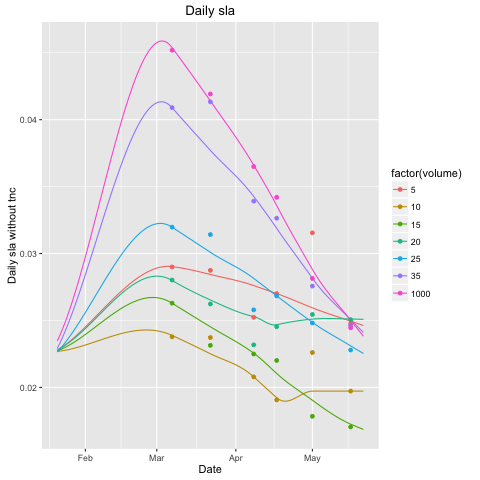 Daily sla
Daily sla without tnc
0.04
0.03
0.02
Feb
Mar
Apr
May
Date
factor(volume)
5
10
15
20
25
35
1000